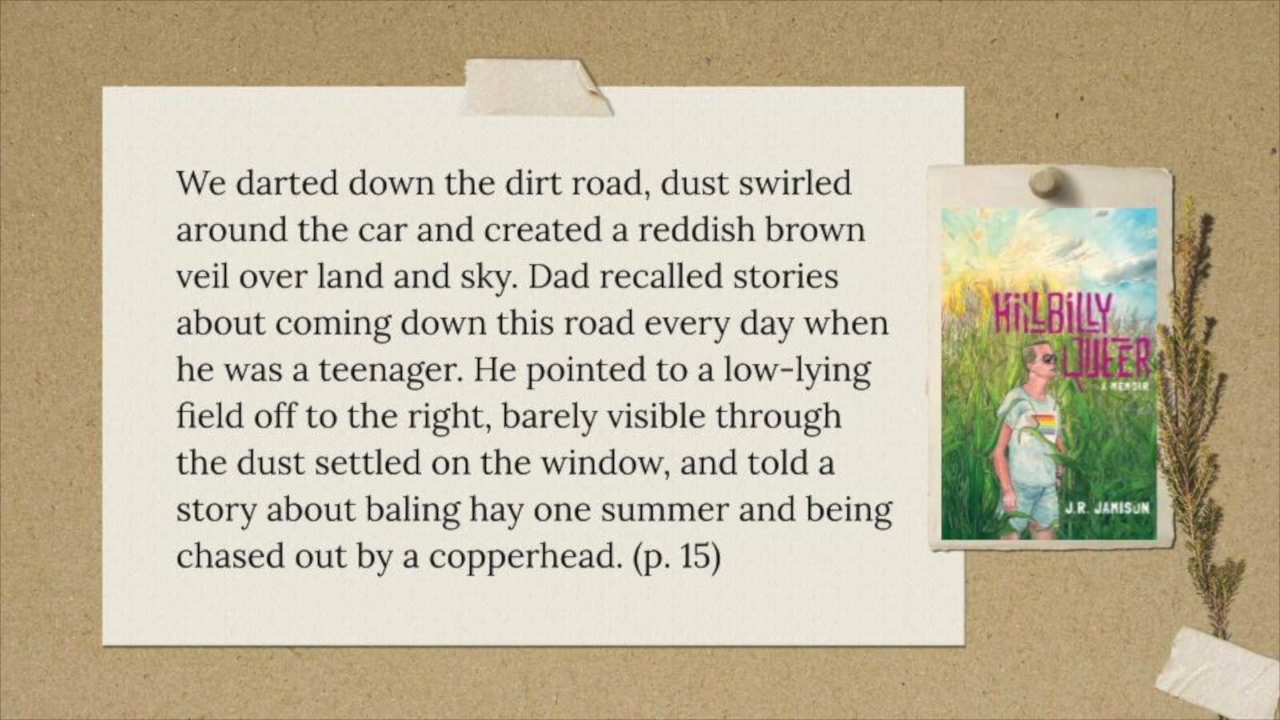 We darted down the dirt road, dust swirled
around the car and created a reddish brown
veil over land and sky. Dad recalled stories
about coming down this road every day when
he was a teenager. He pointed to a low-lying
field off to the right, barely visible through
the dust settled on the window, and told a
story about baling hay one summer and being
chased out by a copperhead. (p. 15)
HILLBILLY
QUEER
A MEMOIR
J.R. JAMISON